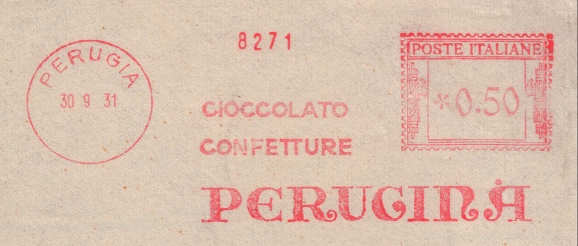 8271
PERUGIA
30 9 31
POSTE ITALIANE
*0.50
CIOCCOLATO
CONFETTURE
PERUGINA